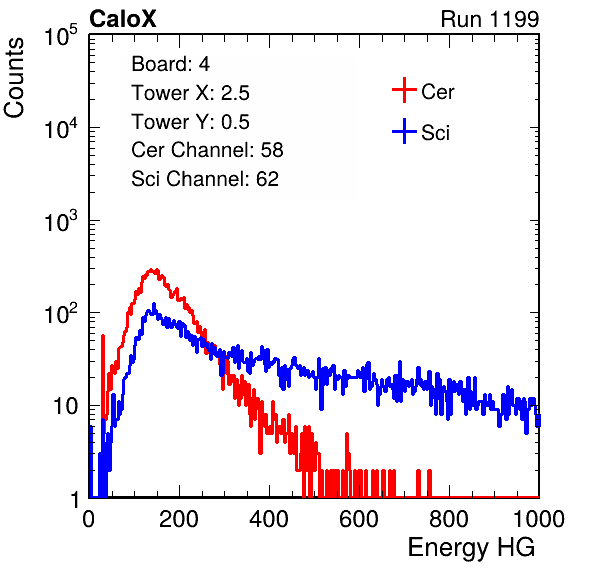 CaloX Run 1199
Counts
10^5
10^4
10^3
10^2
10
1
Board: 4
Tower X: 2.5
Tower Y: 0.5
Cer Channel: 58
Sci Channel: 62
Cer
Sci
0 200 400 600 800 1000
Energy HG